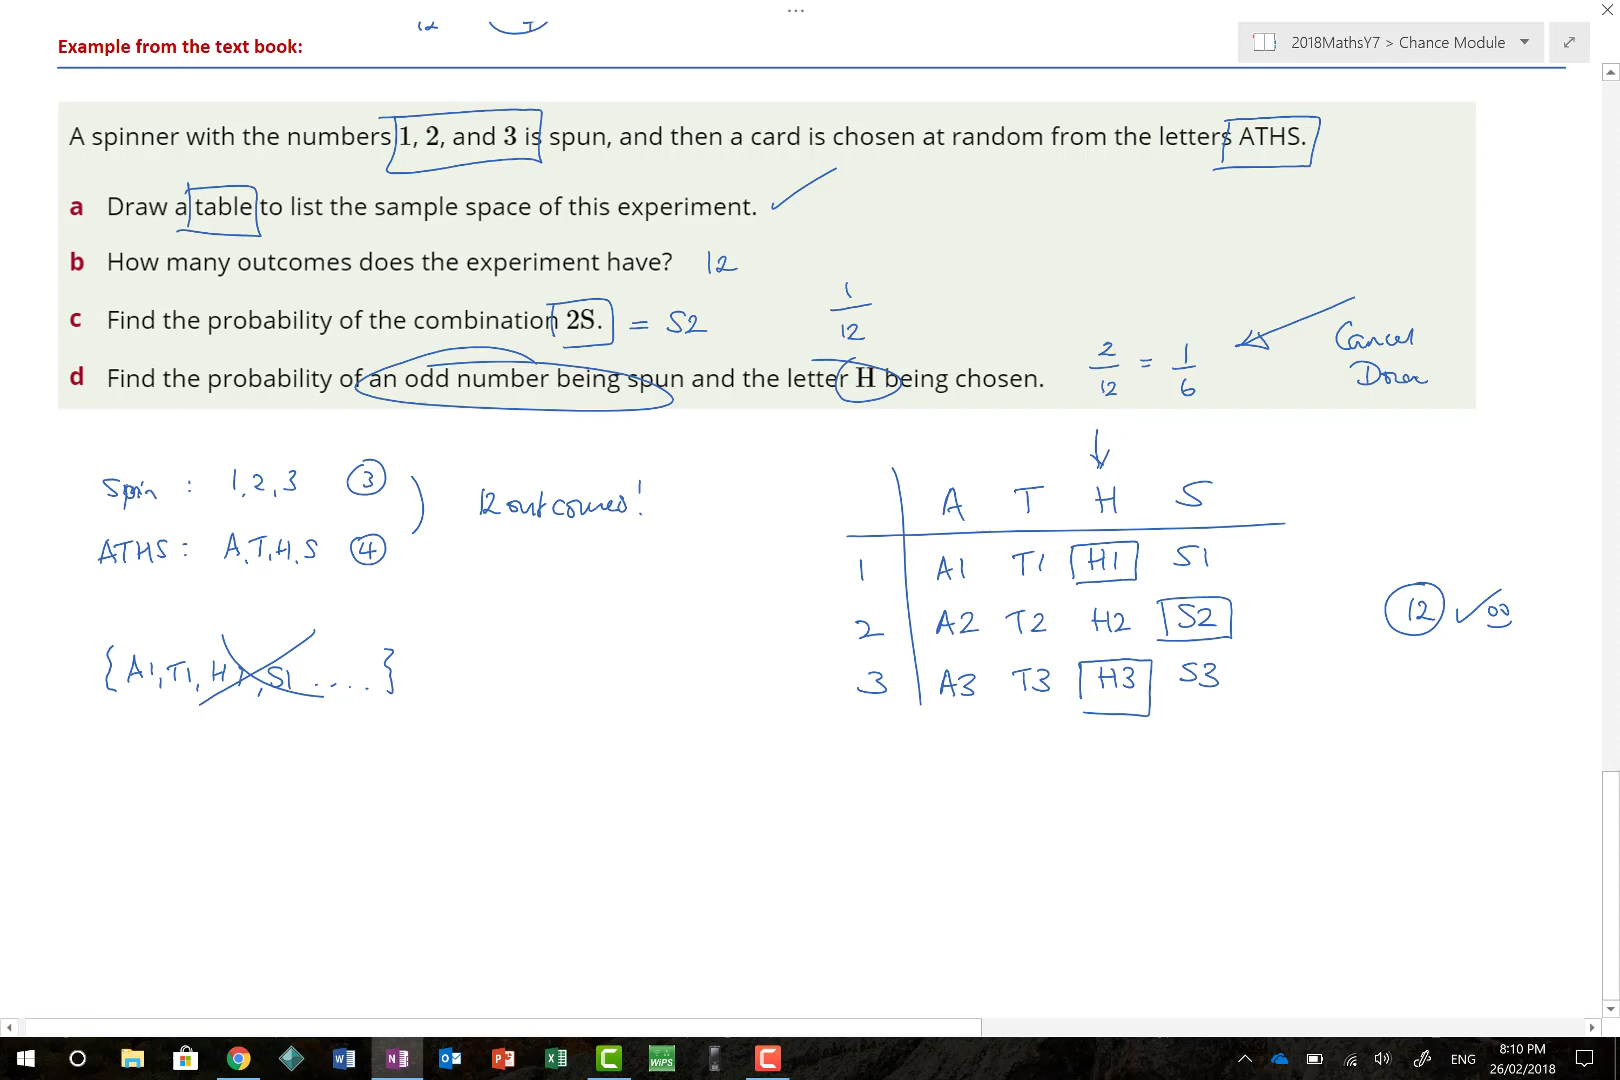 12
Example from the text book:
2018MathsY7 > Chance Module
A spinner with the numbers 1, 2, and 3 is spun, and then a card is chosen at random from the letters ATHS.
a Draw a table to list the sample space of this experiment.
b How many outcomes does the experiment have? 12
c Find the probability of the combination 2S. = S2 1/12
d Find the probability of an odd number being spun and the letter H being chosen. 2/12 = 1/6 Cancel Down
Spin : 1, 2, 3 3
12 outcomes!
ATHS : A, T, H, S 4
{A1, T1, H1, S1 ....}
A T H S
1 A1 T1 H1 S1
2 A2 T2 H2 S2
3 A3 T3 H3 S3
12
WiPS
ENG
8:10 PM
26/02/2018